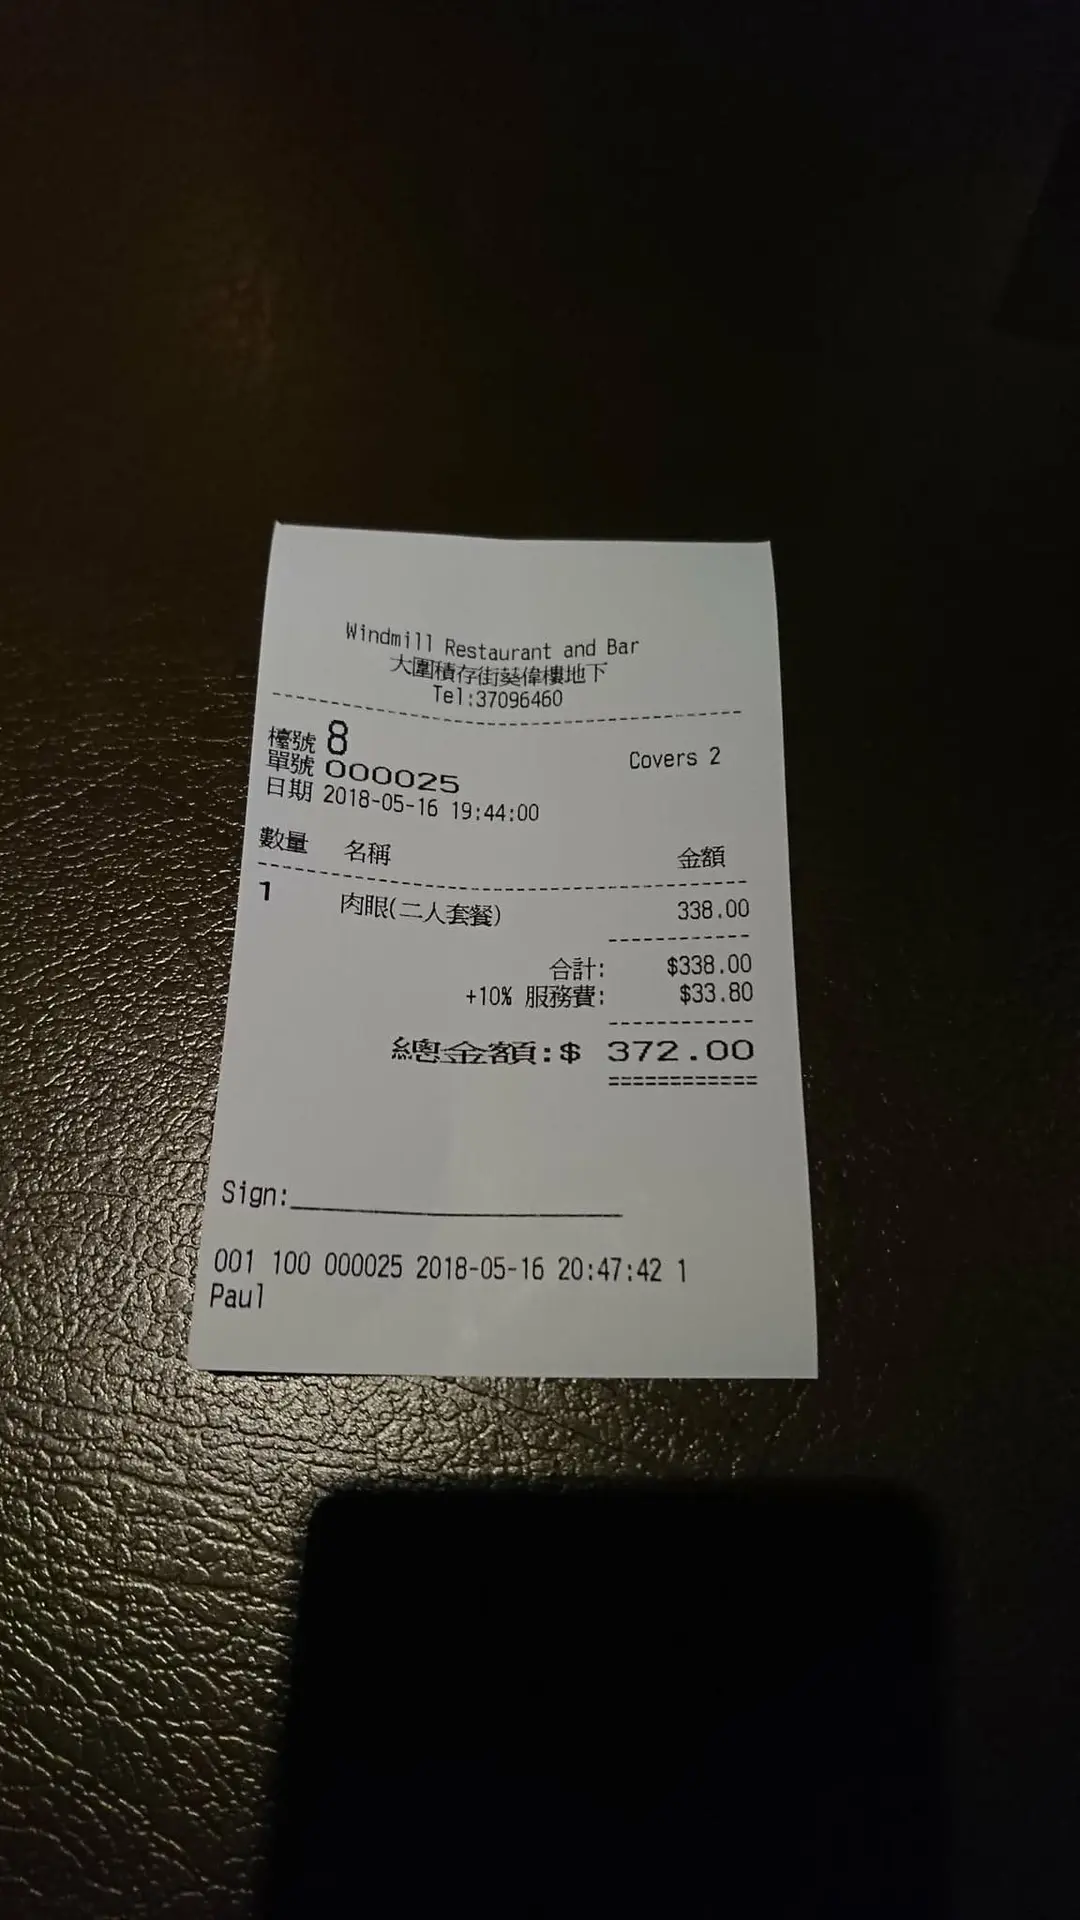 Windmill Restaurant and Bar
大圍積存街葵偉樓地下
Tel:37096460
檯號 8 Covers 2
單號 000025
日期 2018-05-16 19:44:00
數量 名稱 金額
1 肉眼(二人套餐) 338.00
合計: $338.00
+10% 服務費: $33.80
總金額:$ 372.00
Sign:
001 100 000025 2018-05-16 20:47:42 1
Paul